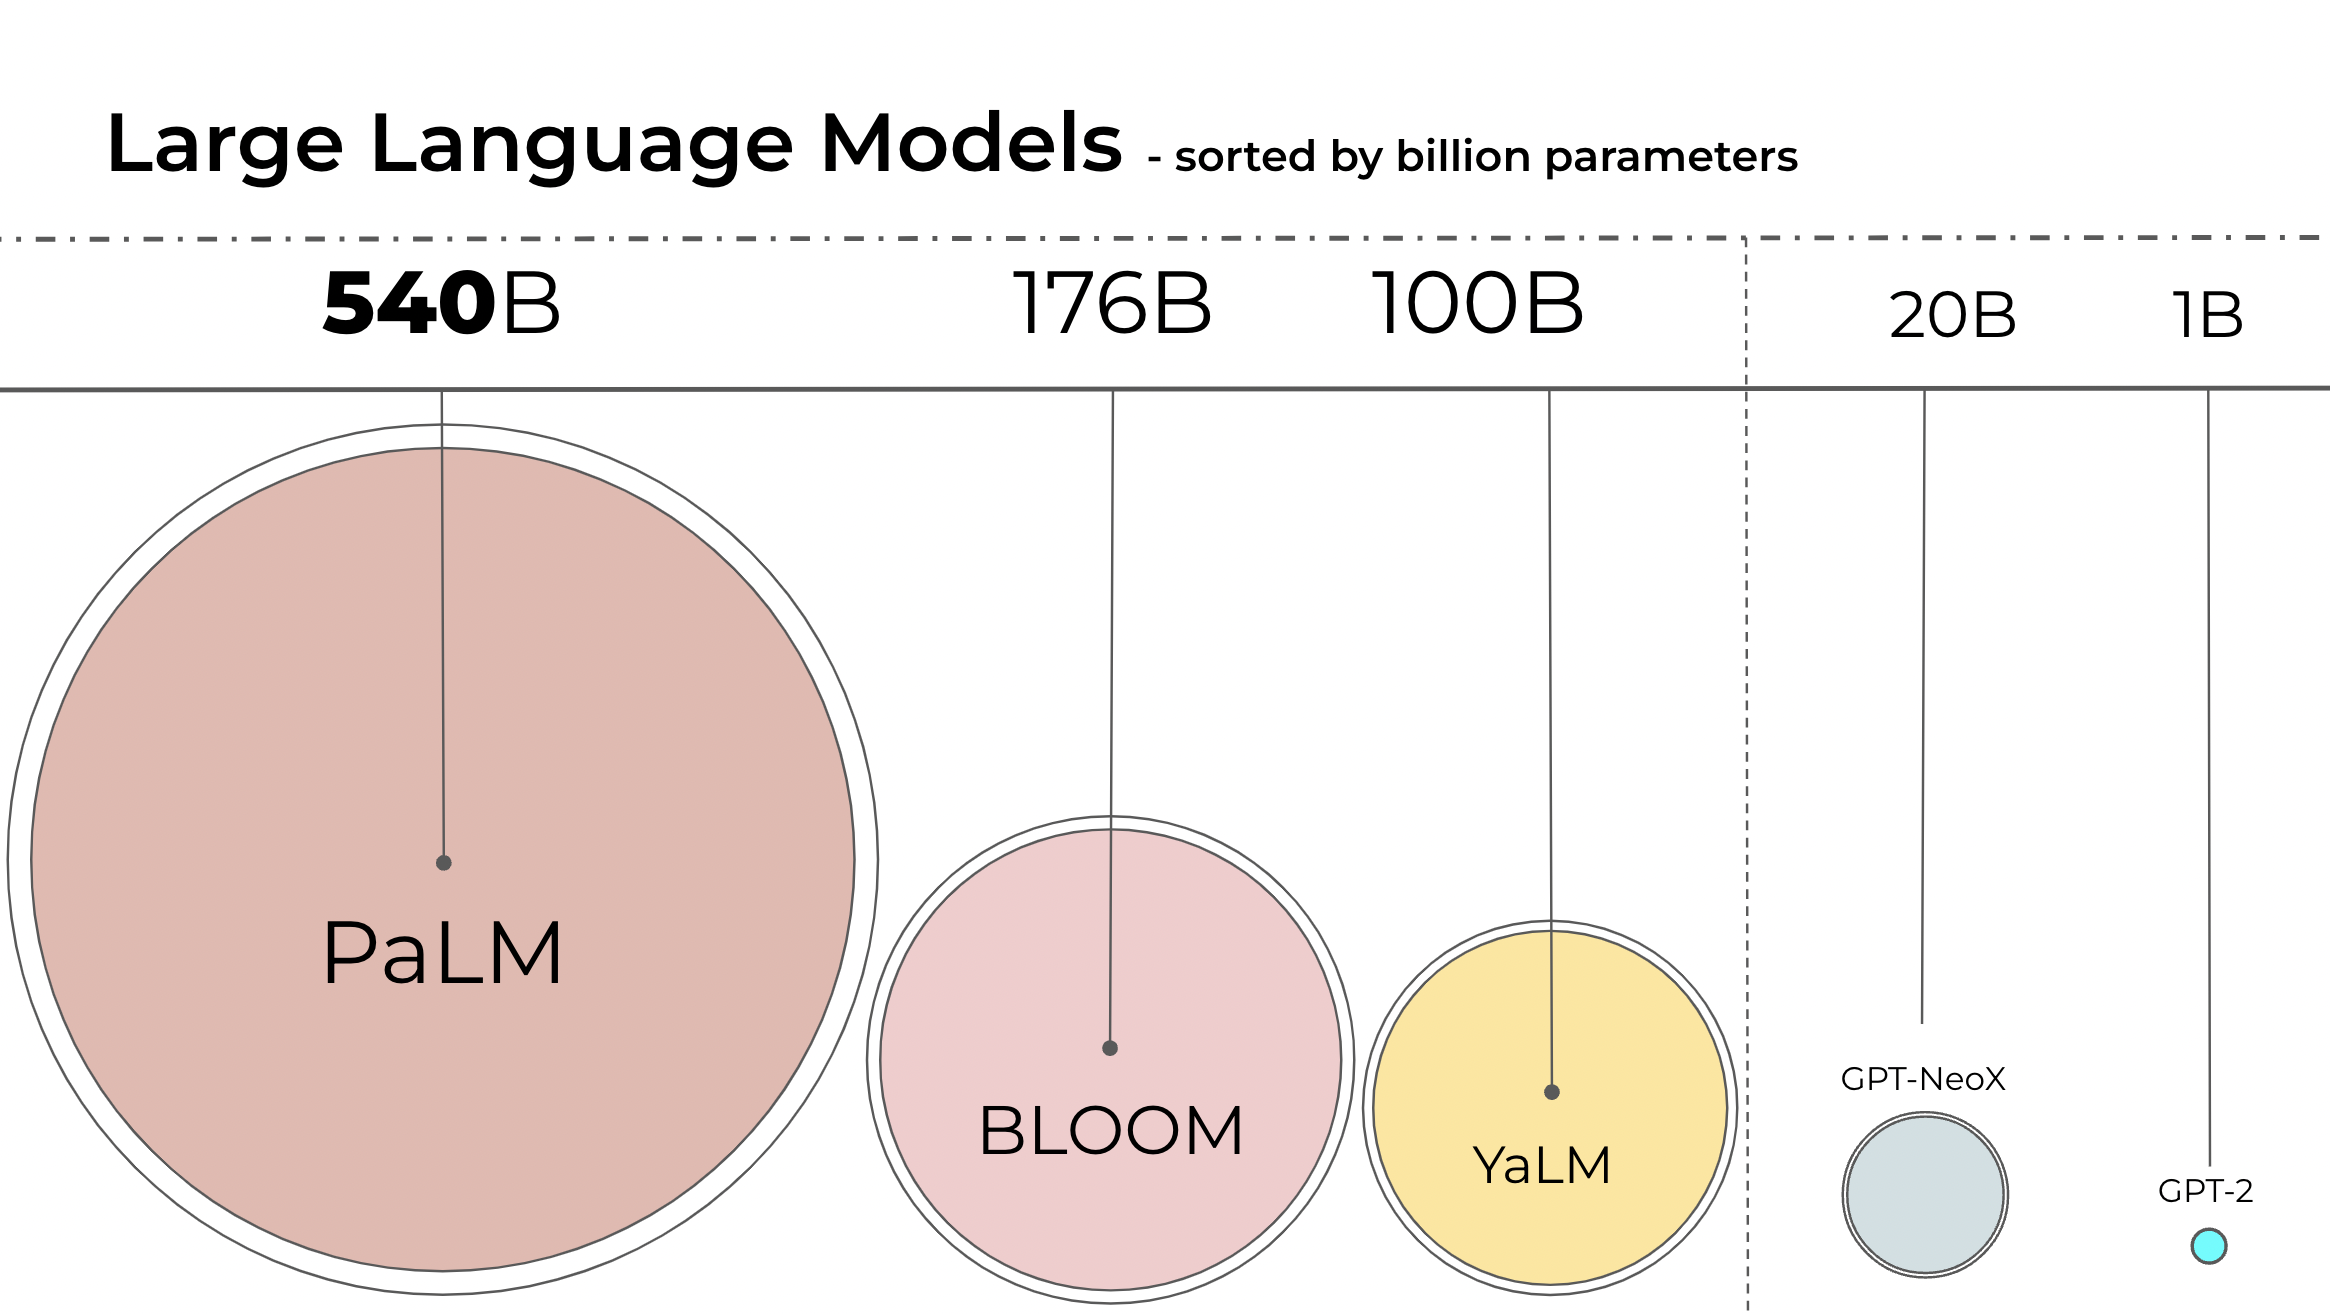 Large Language Models - sorted by billion parameters
540B 176B 100B 20B 1B
PaLM
BLOOM
YaLM
GPT-NeoX
GPT-2